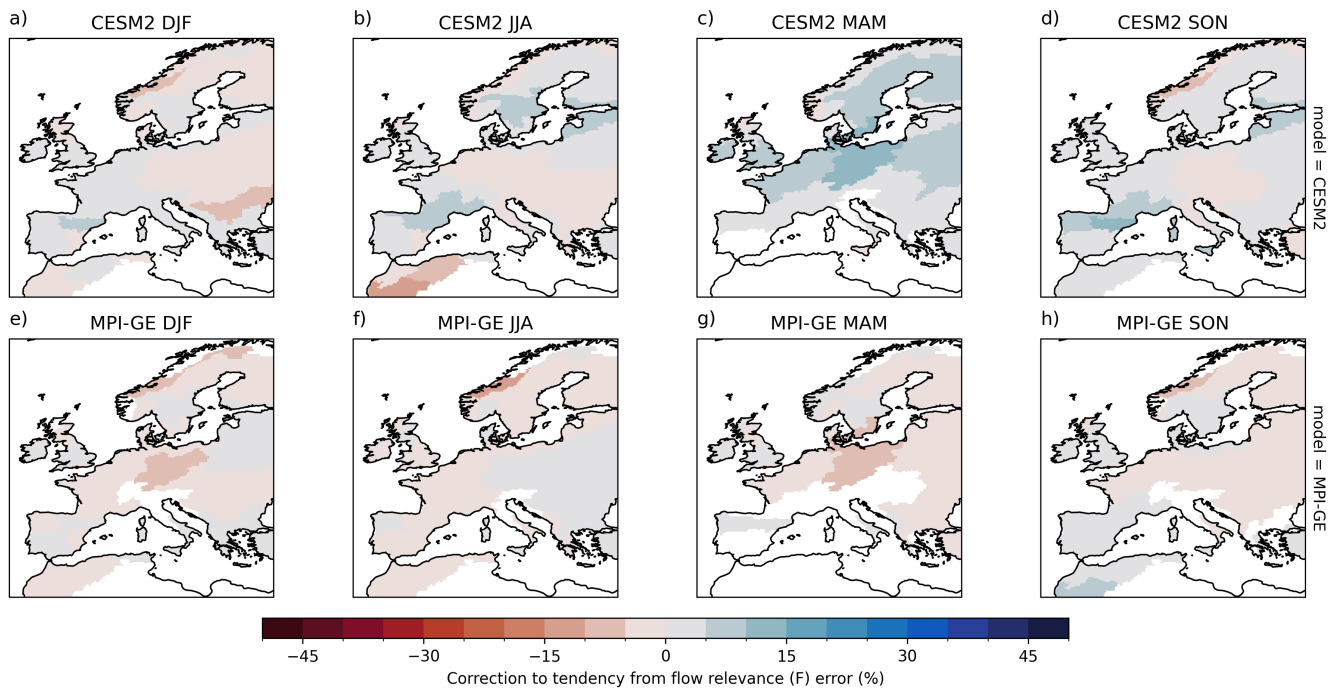 a) CESM2 DJF
b) CESM2 JJA
c) CESM2 MAM
d) CESM2 SON
model = CESM2
e) MPI-GE DJF
f) MPI-GE JJA
g) MPI-GE MAM
h) MPI-GE SON
model = MPI-GE
−45 −30 −15 0 15 30 45
Correction to tendency from flow relevance (F) error (%)